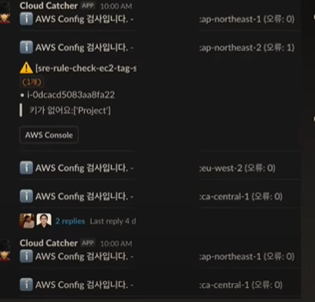 Cloud Catcher APP 10:00 AM
AWS Config 검사입니다. - :ap-northeast-1 (오류: 0)
AWS Config 검사입니다. - :ap-northeast-2 (오류: 1)
[sre-rule-check-ec2-tag-s
(1개)
• i-0dcacd5083aa8fa22
키가 없어요:['Project']
AWS Console
AWS Config 검사입니다. - :eu-west-2 (오류: 0)
AWS Config 검사입니다. - :ca-central-1 (오류: 0)
2 replies Last reply 4 d
Cloud Catcher APP 10:00 AM
AWS Config 검사입니다. - :ap-northeast-1 (오류: 0)
AWS Config 검사입니다. - :ca-central-1 (오류: 0)